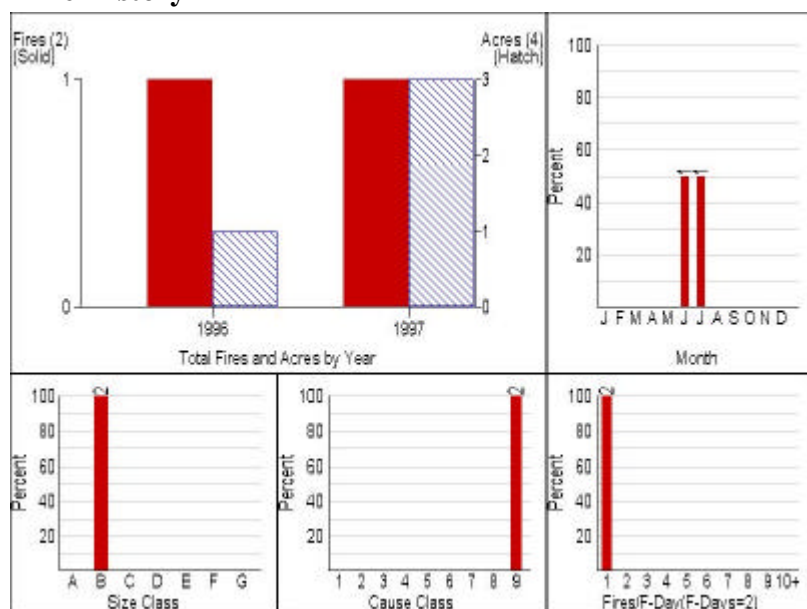 Fires (2)
(Solid)
Acres (4)
(Hatch)
1
0
3
2
1
0
1996
1997
Total Fires and Acres by Year
100
80
60
40
20
Percent
1
1
J F M A M J J A S O N D
Month
100
80
60
40
20
Percent
2
A B C D E F G
Size Class
100
80
60
40
20
Percent
2
1 2 3 4 5 6 7 8 9
Cause Class
100
80
60
40
20
Percent
2
1 2 3 4 5 6 7 8 9 10+
Fires/F-Day(F-Days=2)